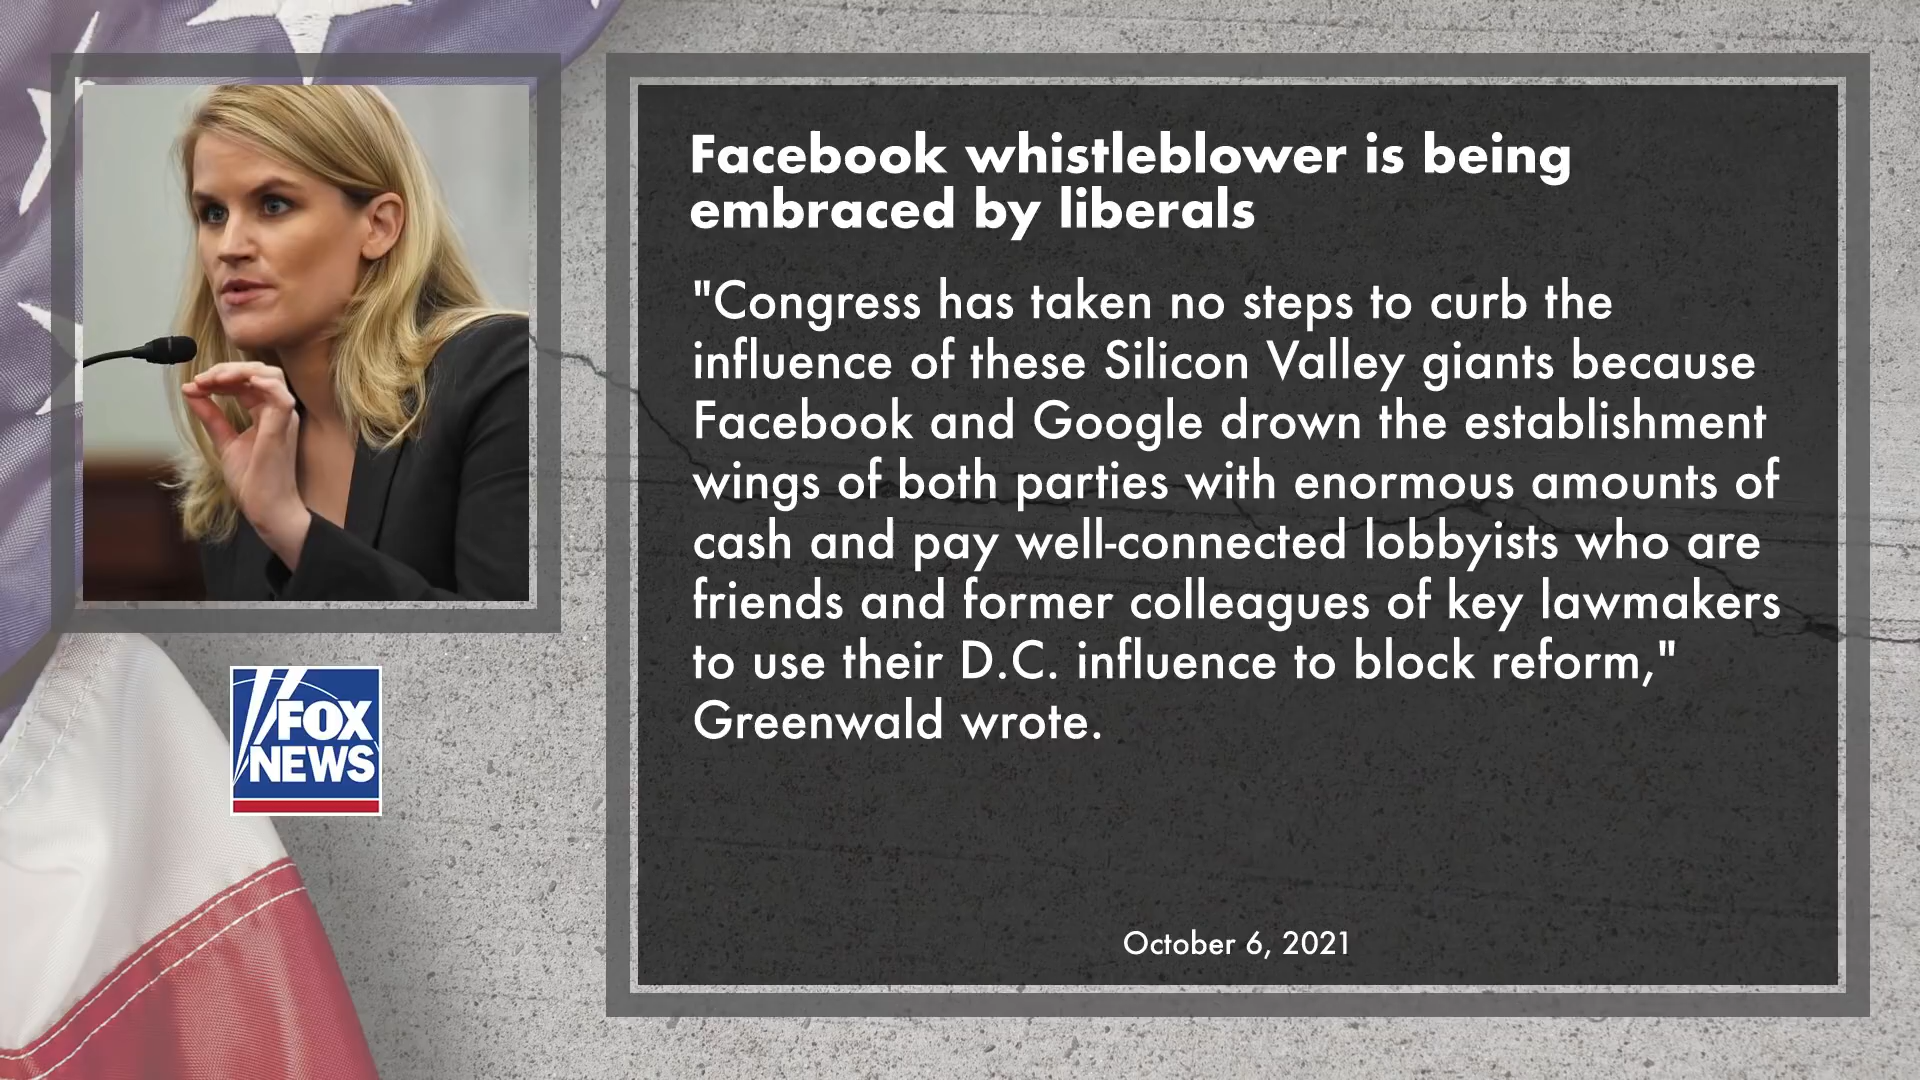 Facebook whistleblower is being
embraced by liberals
"Congress has taken no steps to curb the
influence of these Silicon Valley giants because
Facebook and Google drown the establishment
wings of both parties with enormous amounts of
cash and pay well-connected lobbyists who are
friends and former colleagues of key lawmakers
to use their D.C. influence to block reform,"
Greenwald wrote.
FOX
NEWS
October 6, 2021